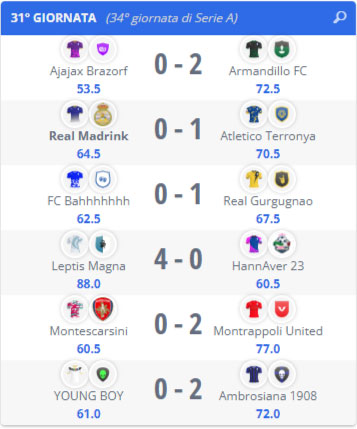 31° GIORNATA (34° giornata di Serie A)
0 - 2
Ajajax Brazorf Armandillo FC
53.5 72.5
0 - 1
Real Madrink Atletico Terronya
64.5 70.5
0 - 1
FC Bahhhhhhh Real Gurgugnao
62.5 67.5
4 - 0
Leptis Magna HannAver 23
88.0 60.5
0 - 2
Montescarsini Montrappoli United
60.5 77.0
0 - 2
YOUNG BOY Ambrosiana 1908
61.0 72.0